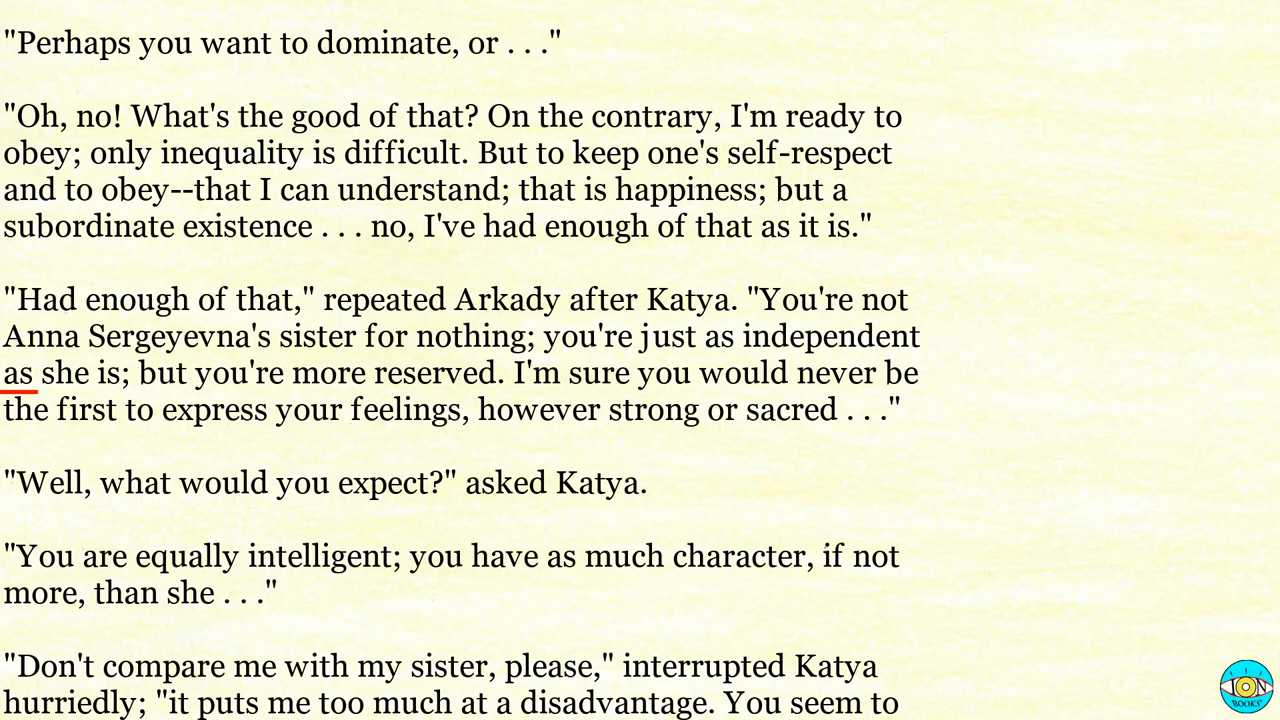 "Perhaps you want to dominate, or . . ."
"Oh, no! What's the good of that? On the contrary, I'm ready to
obey; only inequality is difficult. But to keep one's self-respect
and to obey--that I can understand; that is happiness; but a
subordinate existence . . . no, I've had enough of that as it is."
"Had enough of that," repeated Arkady after Katya. "You're not
Anna Sergeyevna's sister for nothing; you're just as independent
as she is; but you're more reserved. I'm sure you would never be
the first to express your feelings, however strong or sacred . . ."
"Well, what would you expect?" asked Katya.
"You are equally intelligent; you have as much character, if not
more, than she . . ."
"Don't compare me with my sister, please," interrupted Katya
hurriedly; "it puts me too much at a disadvantage. You seem to
ION
BOOKS